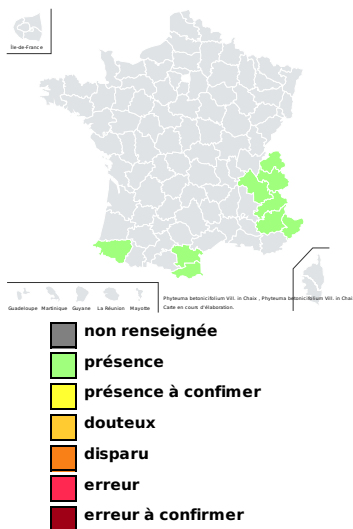 Île-de-France
Guadeloupe Martinique Guyane La Réunion Mayotte
Phyteuma betonicifolium Vill. in Chaix , Phyteuma betonicifolium Vill. in Chai
Carte en cours d'élaboration.
non renseignée
présence
présence à confimer
douteux
disparu
erreur
erreur à confirmer